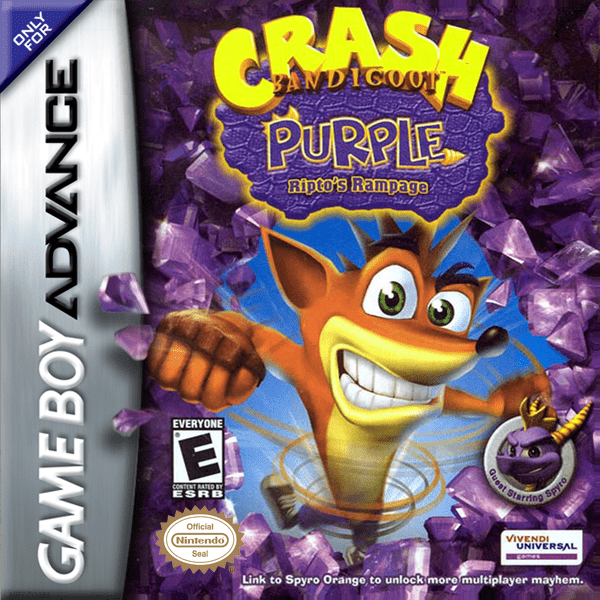 ONLY
FOR
GAME BOY ADVANCE
CRASH
BANDICOOT
PURPLE
Ripto's Rampage
EVERYONE
E
CONTENT RATED BY
ESRB
Official
Nintendo
Seal
Guest Starring Spyro
VIVENDI
UNIVERSAL
games
Link to Spyro Orange to unlock more multiplayer mayhem.